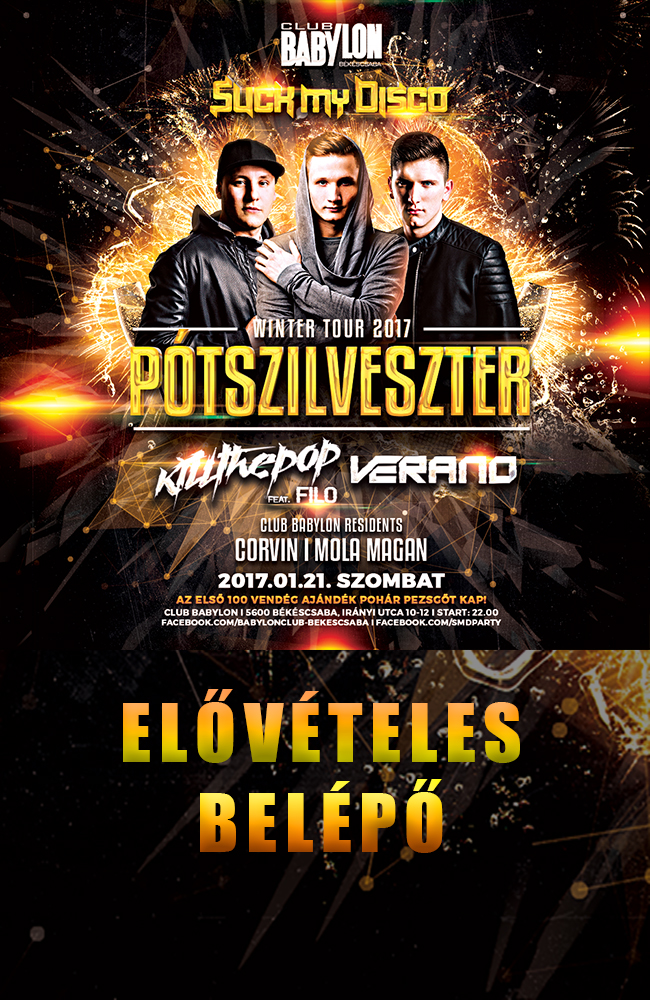 CLUB
BABYLON
BÉKÉSCSABA
SUCK MY DISCO
WINTER TOUR 2017
PÓTSZILVESZTER
KILLTHEPOP VERANO
FEAT. FILO
CLUB BABYLON RESIDENTS
CORVIN I MOLA MAGAN
2017.01.21. SZOMBAT
AZ ELSŐ 100 VENDÉG AJÁNDÉK POHÁR PEZSGŐT KAP!
CLUB BABYLON I 5600 BÉKÉSCSABA, IRÁNYI UTCA 10-12 I START: 22.00
FACEBOOK.COM/BABYLONCLUB-BEKESCSABA I FACEBOOK.COM/SMDPARTY
ELŐVÉTELES
BELÉPŐ